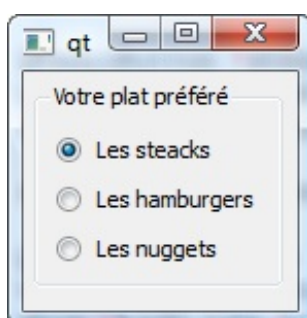 qt
Votre plat préféré
Les steacks
Les hamburgers
Les nuggets